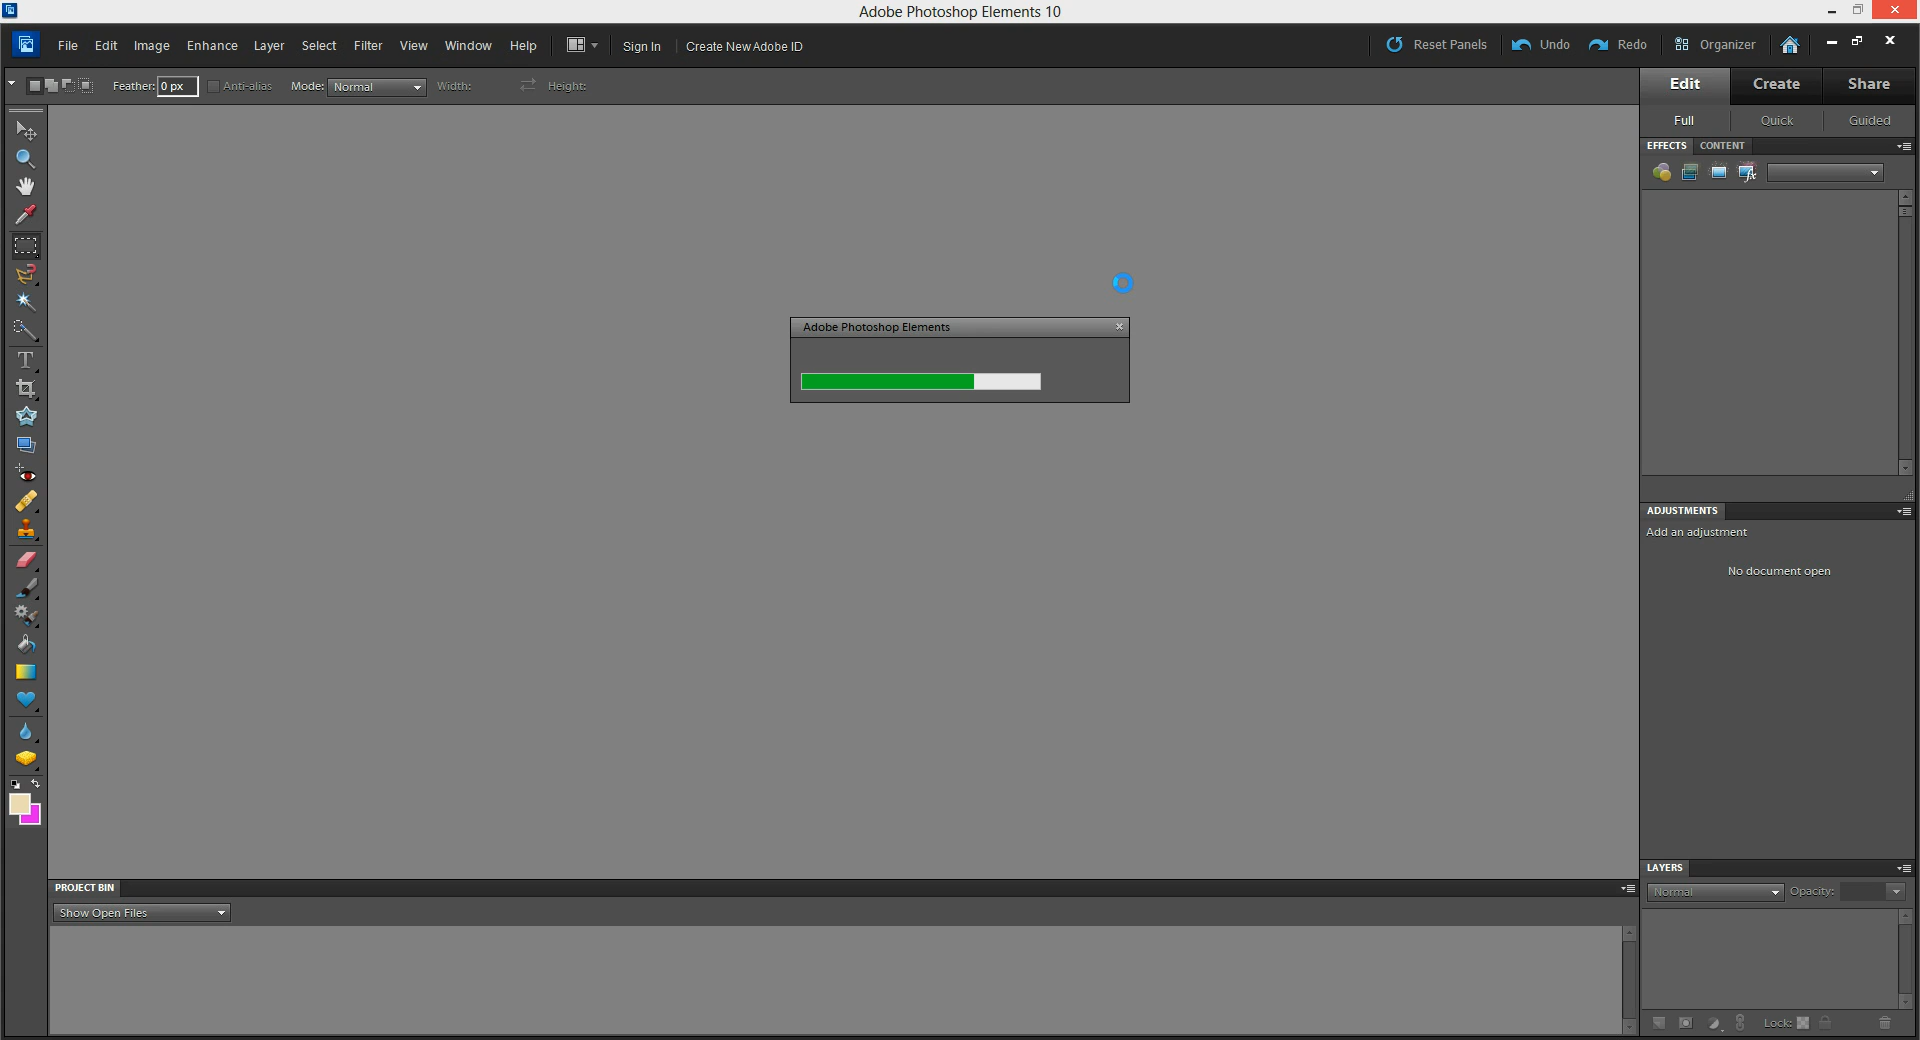 Adobe Photoshop Elements 10
File Edit Image Enhance Layer Select Filter View Window Help Sign In Create New Adobe ID Reset Panels Undo Redo Organizer
Feather: 0 px Anti-alias Mode: Normal Width: Height:
Edit Create Share
Full Quick Guided
EFFECTS CONTENT
Adobe Photoshop Elements
ADJUSTMENTS
Add an adjustment
No document open
LAYERS
Normal Opacity:
Lock:
PROJECT BIN
Show Open Files